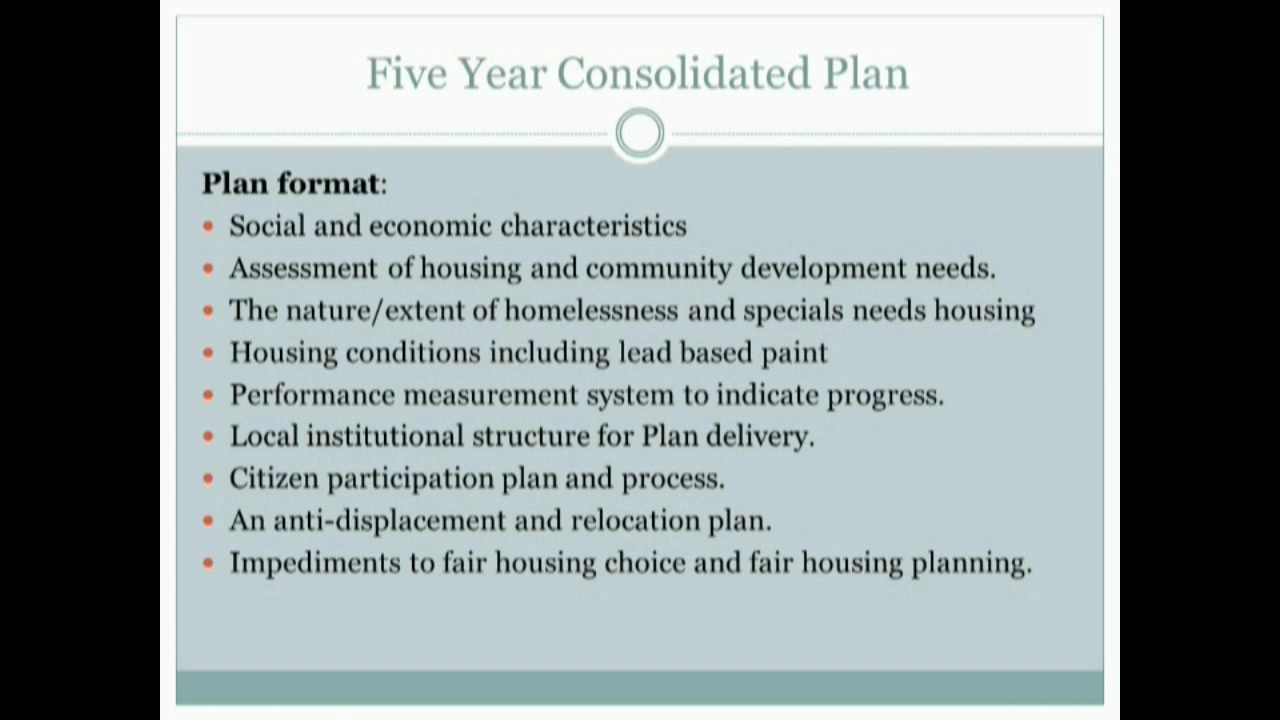 Five Year Consolidated Plan
Plan format:
• Social and economic characteristics
• Assessment of housing and community development needs.
• The nature/extent of homelessness and specials needs housing
• Housing conditions including lead based paint
• Performance measurement system to indicate progress.
• Local institutional structure for Plan delivery.
• Citizen participation plan and process.
• An anti-displacement and relocation plan.
• Impediments to fair housing choice and fair housing planning.